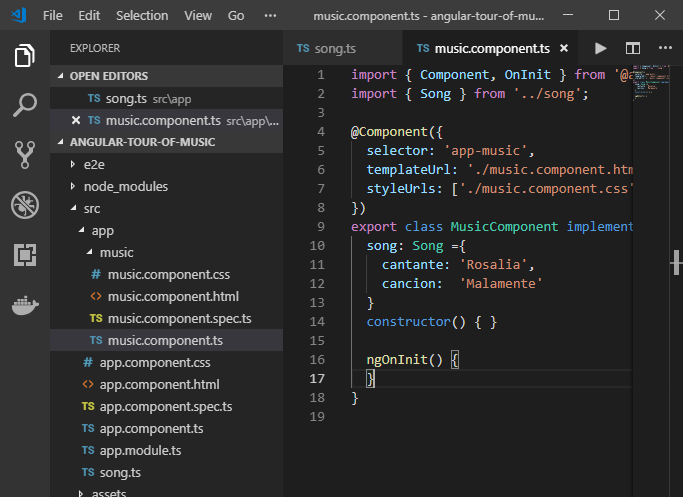 File Edit Selection View Go ··· music.component.ts - angular-tour-of-mu...
EXPLORER
OPEN EDITORS
TS song.ts src\app
TS music.component.ts src\app\...
ANGULAR-TOUR-OF-MUSIC
e2e
node_modules
src
app
music
# music.component.css
<> music.component.html
TS music.component.spec.ts
TS music.component.ts
# app.component.css
<> app.component.html
TS app.component.spec.ts
TS app.component.ts
TS app.module.ts
TS song.ts
assets
TS song.ts TS music.component.ts
1 import { Component, OnInit } from '@c
2 import { Song } from '../song';
3
4 @Component({
5 selector: 'app-music',
6 templateUrl: './music.component.htm
7 styleUrls: ['./music.component.css'
8 })
9 export class MusicComponent implement
10 song: Song ={
11 cantante: 'Rosalia',
12 cancion:  'Malamente'
13 }
14 constructor() { }
15
16 ngOnInit() {
17 }
18 }
19